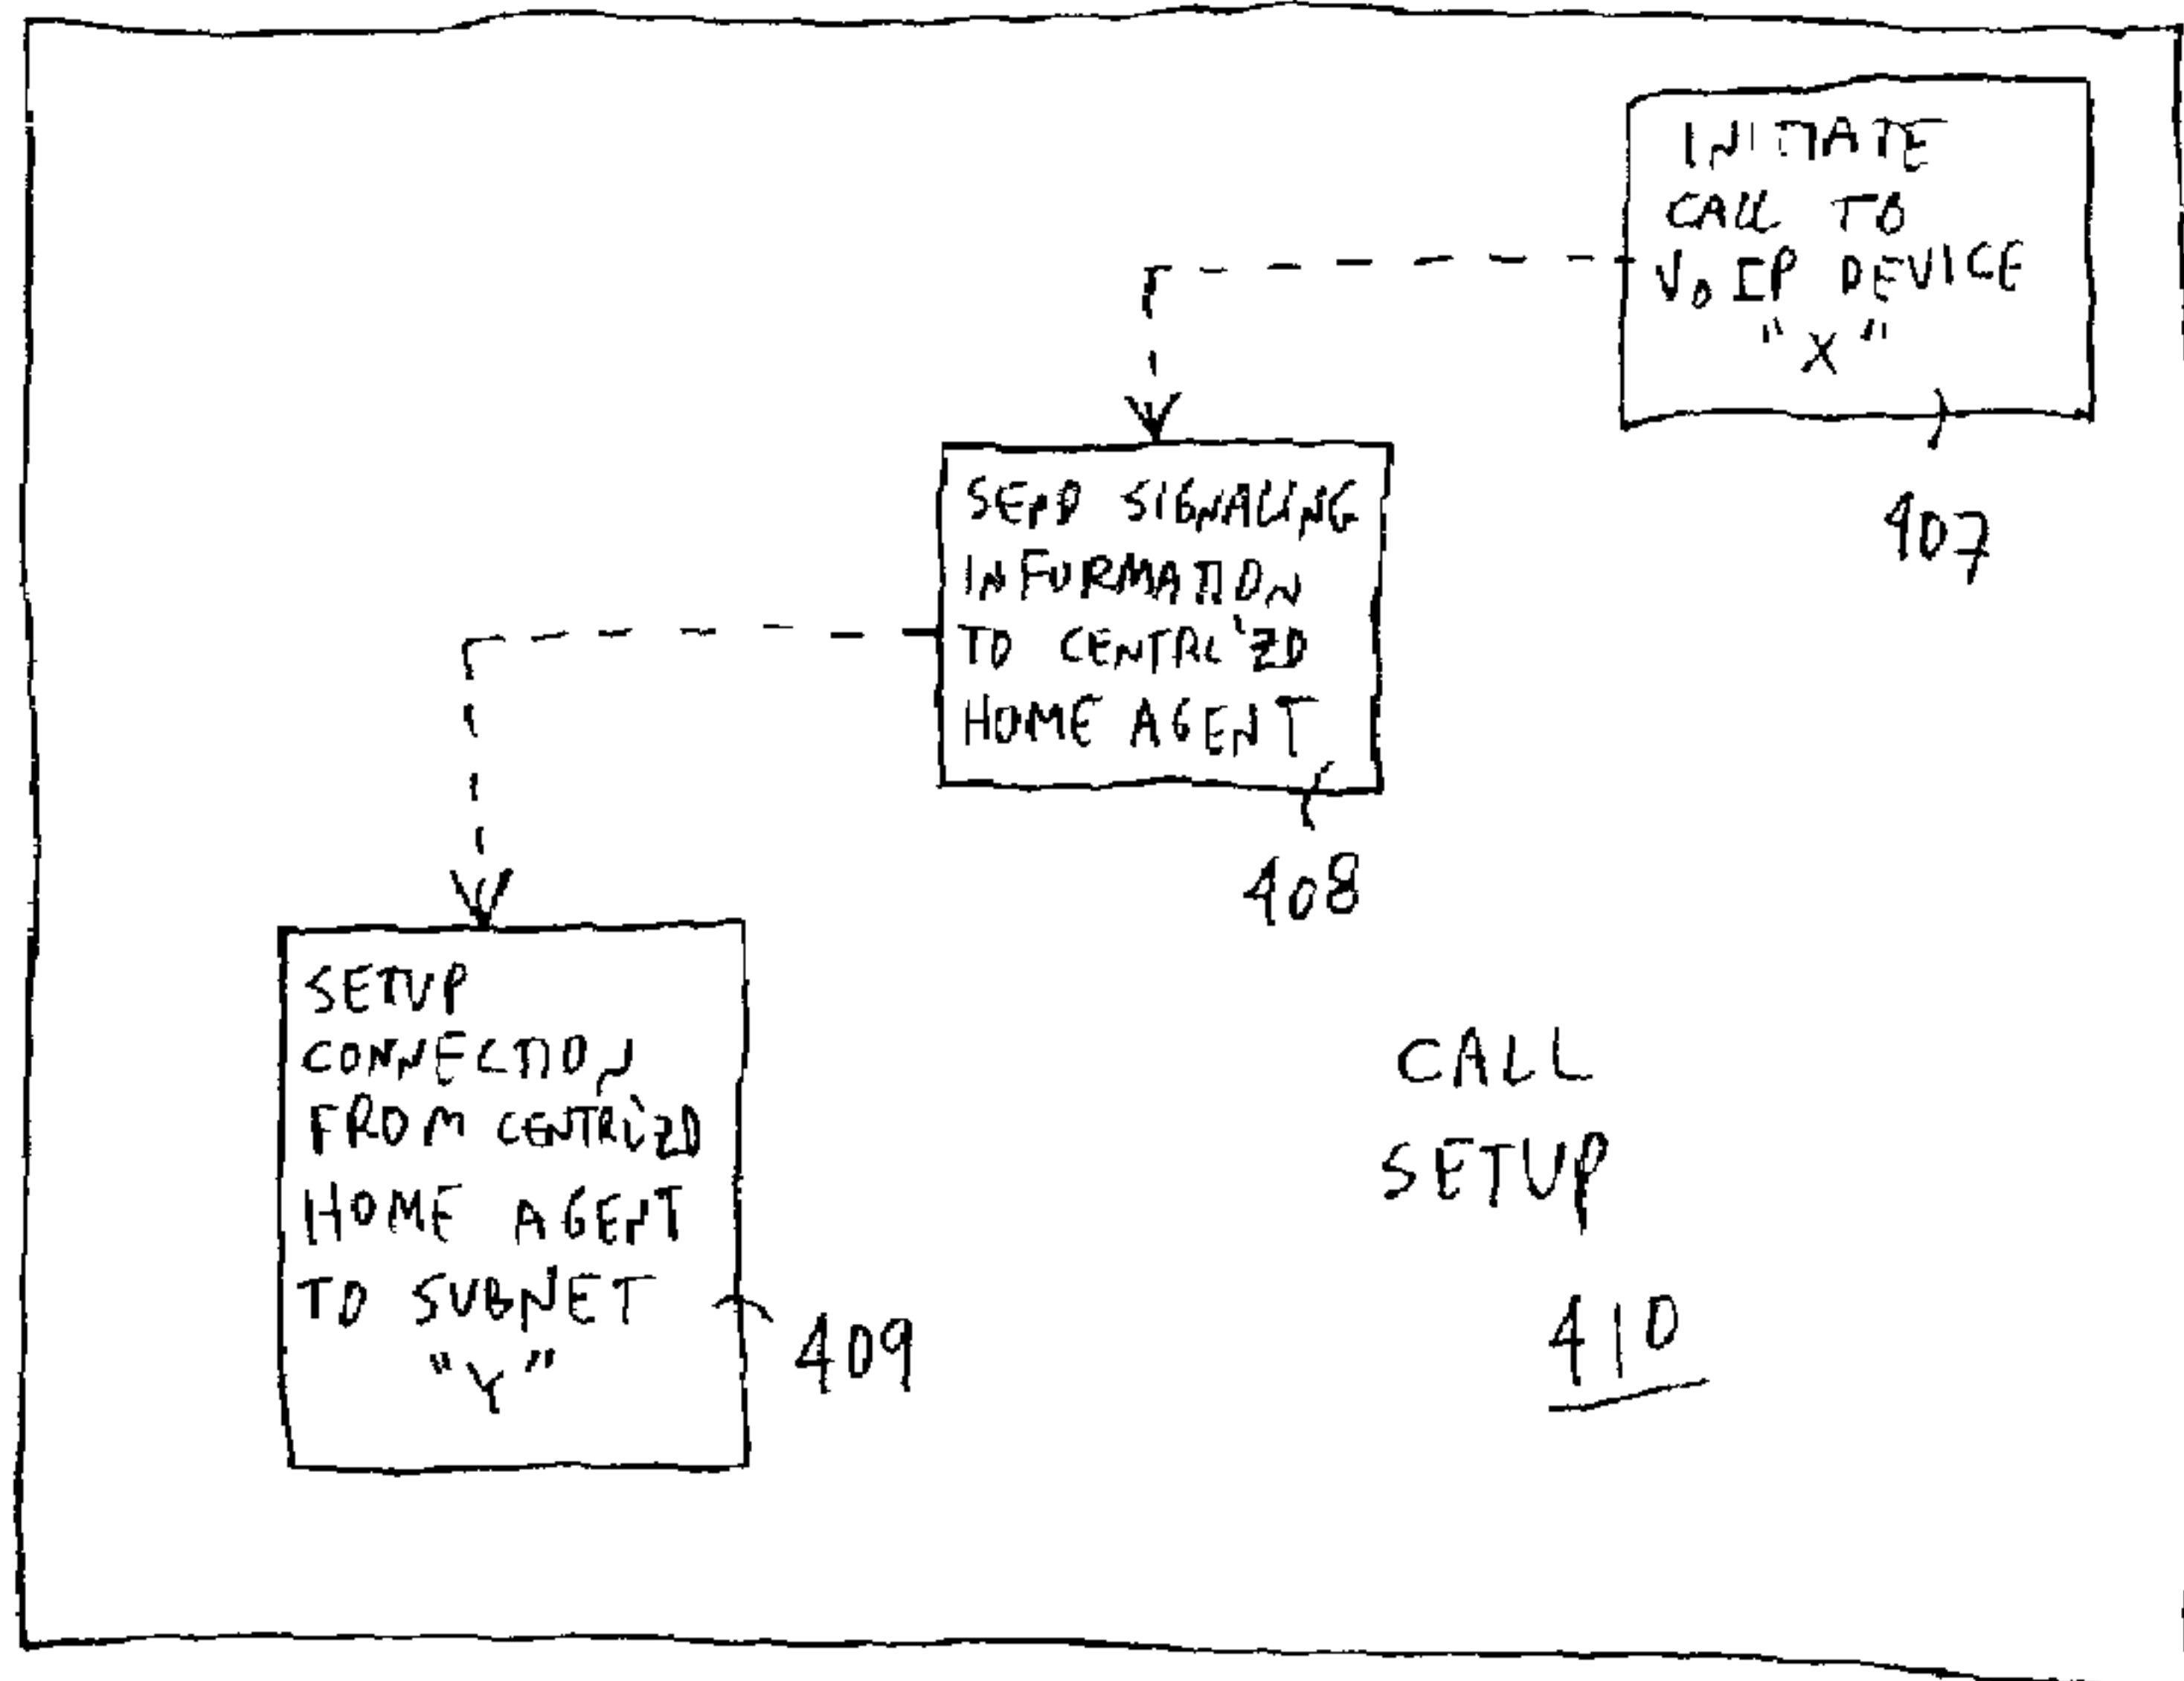 INITIATE
CALL TO
VOIP DEVICE
"X"
407
SEND SIGNALLING
INFORMATION
TO CENTRL'ZD
HOME AGENT
408
SETUP
CONNECTION
FROM CENTRL'ZD
HOME AGENT
TO SUBNET
"Y"
409
CALL
SETUP
410